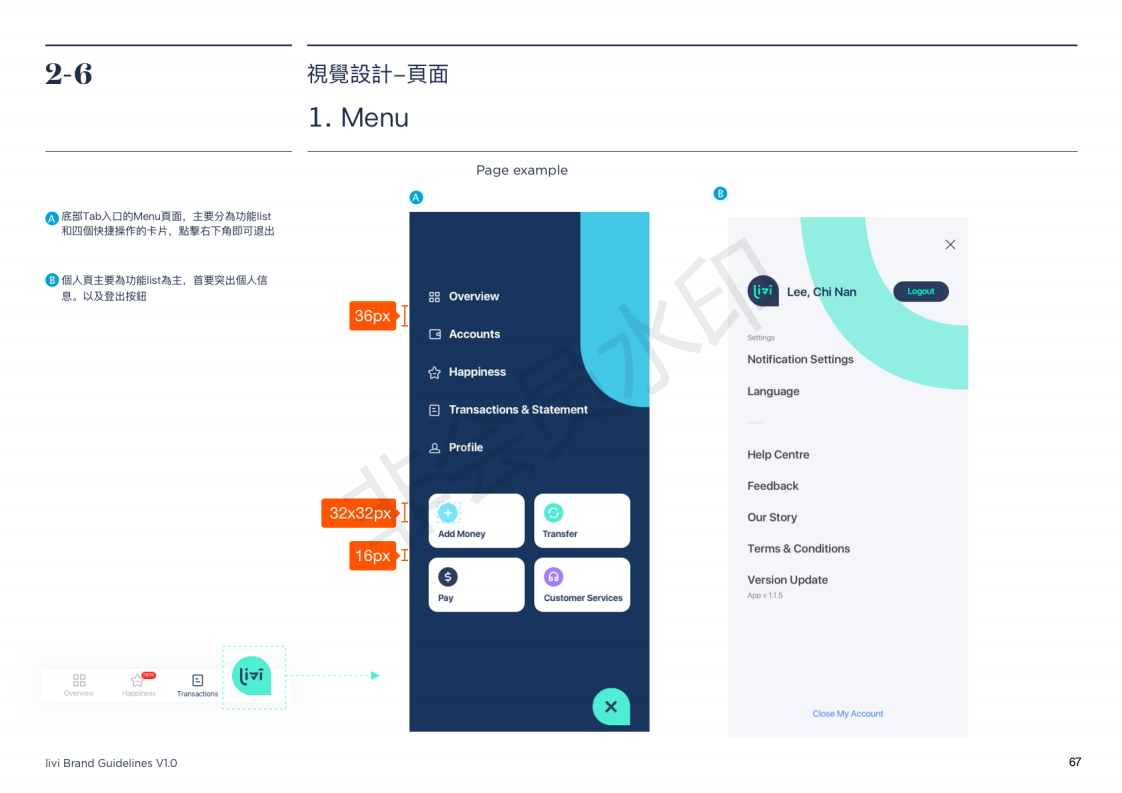 2-6
視覺設計–頁面
1. Menu
Page example
A
B
A 底部Tab入口的Menu頁面，主要分為功能list
和四個快捷操作的卡片，點擊右下角即可退出
B 個人頁主要為功能list為主，首要突出個人信
息。以及登出按鈕
36px
Overview
Accounts
Happiness
Transactions & Statement
Profile
32x32px
16px
Add Money
Transfer
Pay
Customer Services
livi
Lee, Chi Nan
Logout
Settings
Notification Settings
Language
Help Centre
Feedback
Our Story
Terms & Conditions
Version Update
App v 1.1.5
Close My Account
Overview
NEW
Happiness
Transactions
livi
非会员水印
livi Brand Guidelines V1.0
67